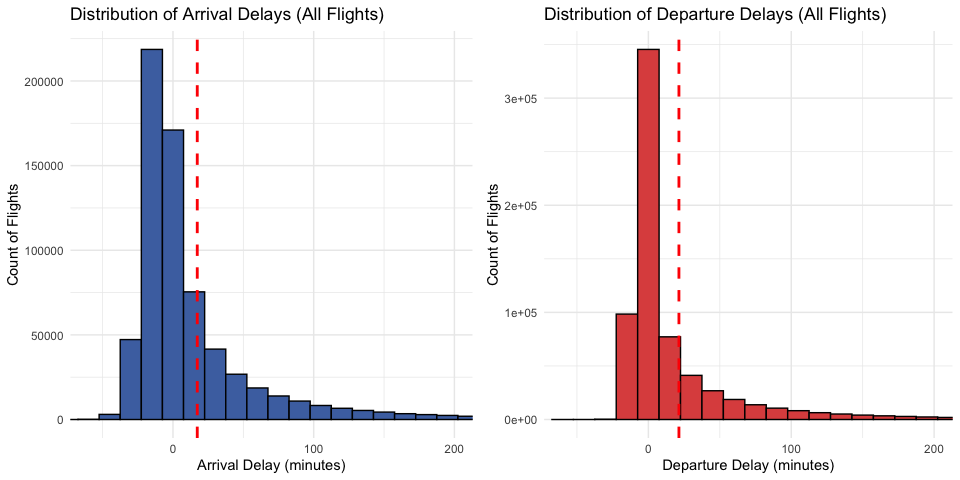 Distribution of Arrival Delays (All Flights)
Count of Flights
200000
150000
100000
50000
0
0
100
200
Arrival Delay (minutes)
Distribution of Departure Delays (All Flights)
Count of Flights
3e+05
2e+05
1e+05
0e+00
0
100
200
Departure Delay (minutes)